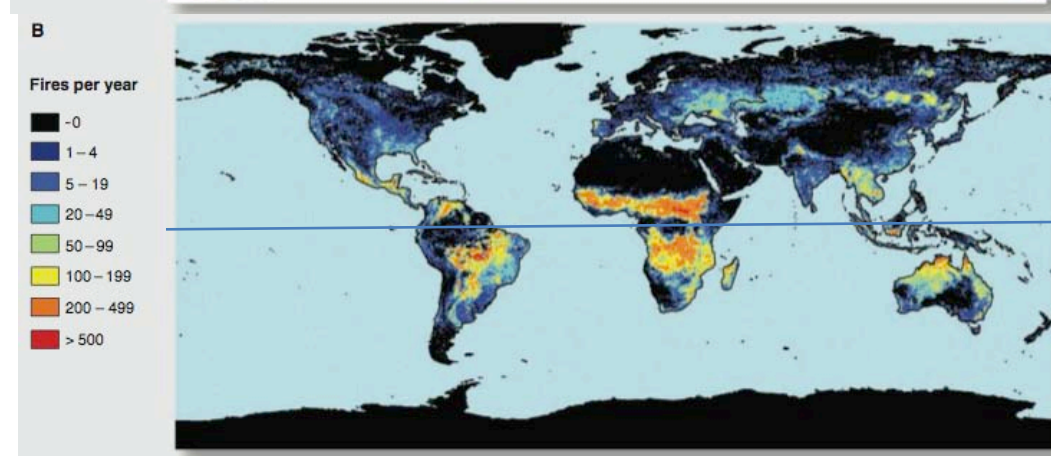 B
Fires per year
-0
1 – 4
5 – 19
20 –49
50 – 99
100 – 199
200 – 499
> 500